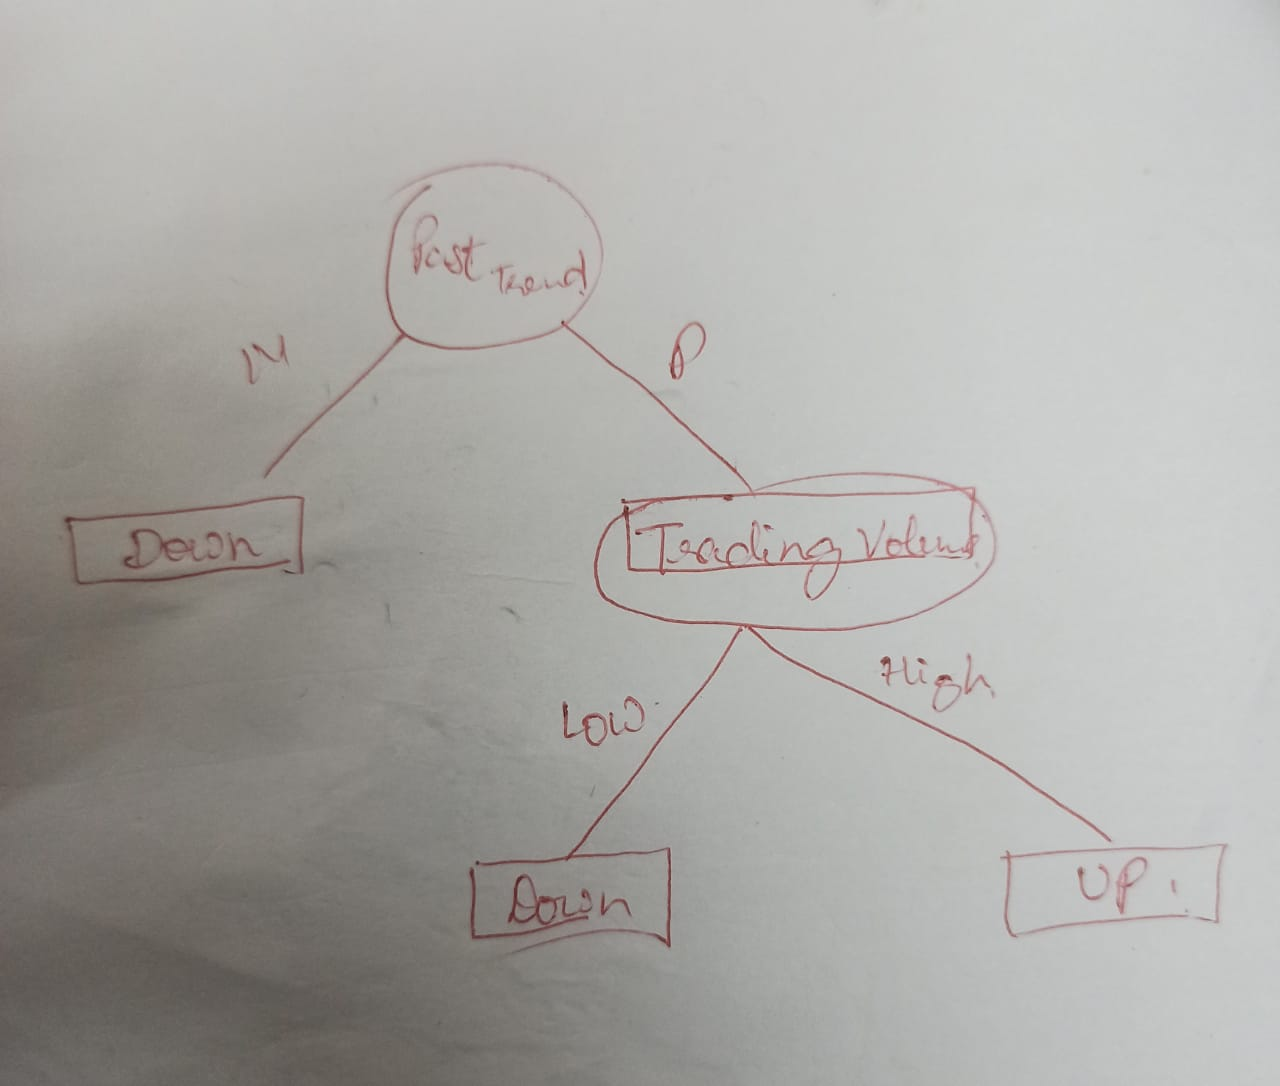 Past
Trend
N
P
Down
Trading Volume
Low
High
Down
UP